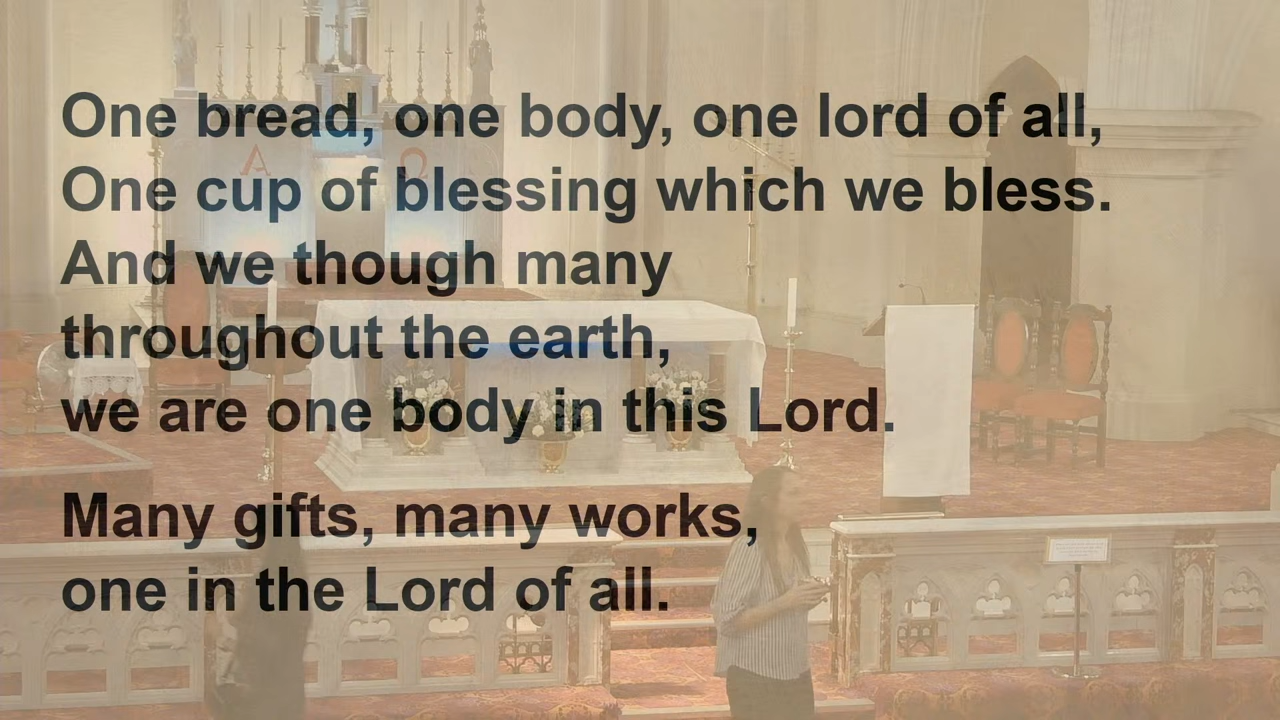 Α Ω
One bread, one body, one lord of all,
One cup of blessing which we bless.
And we though many
throughout the earth,
we are one body in this Lord.
Many gifts, many works,
one in the Lord of all.